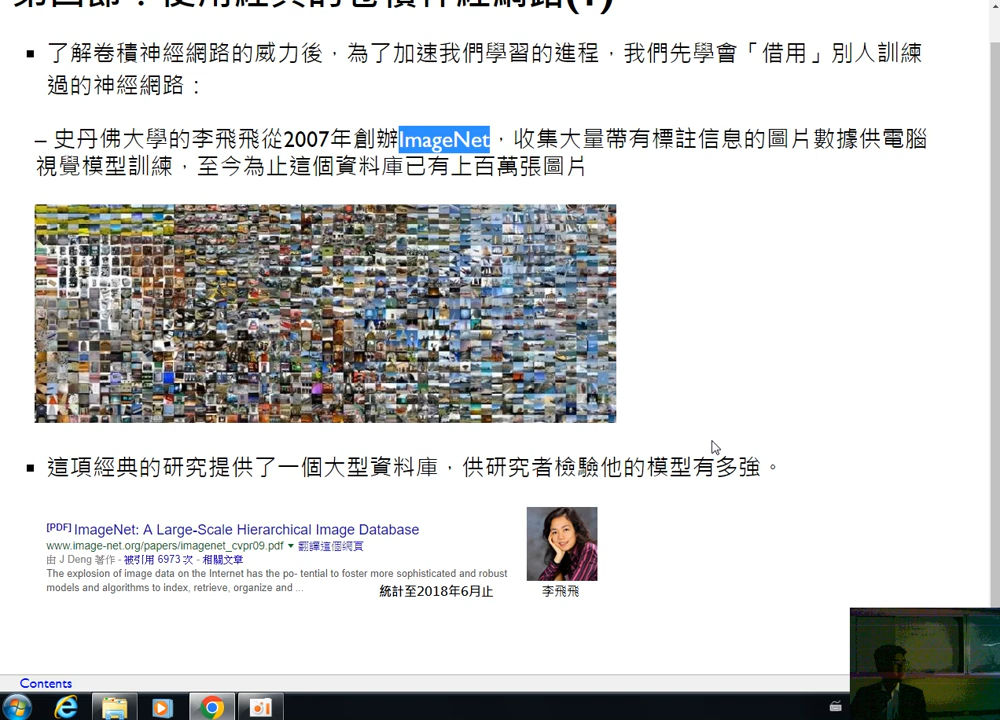 第四節：使用經典的卷積神經網路(1)
▪ 了解卷積神經網路的威力後，為了加速我們學習的進程，我們先學會「借用」別人訓練
過的神經網路：
– 史丹佛大學的李飛飛從2007年創辦ImageNet，收集大量帶有標註信息的圖片數據供電腦
視覺模型訓練，至今為止這個資料庫已有上百萬張圖片
▪ 這項經典的研究提供了一個大型資料庫，供研究者檢驗他的模型有多強。
[PDF] ImageNet: A Large-Scale Hierarchical Image Database
www.image-net.org/papers/imagenet_cvpr09.pdf ▾ 翻譯這個網頁
由 J Deng 著作 - 被引用 6973 次 - 相關文章
The explosion of image data on the Internet has the po- tential to foster more sophisticated and robust
models and algorithms to index, retrieve, organize and ...
統計至2018年6月止
李飛飛
Contents